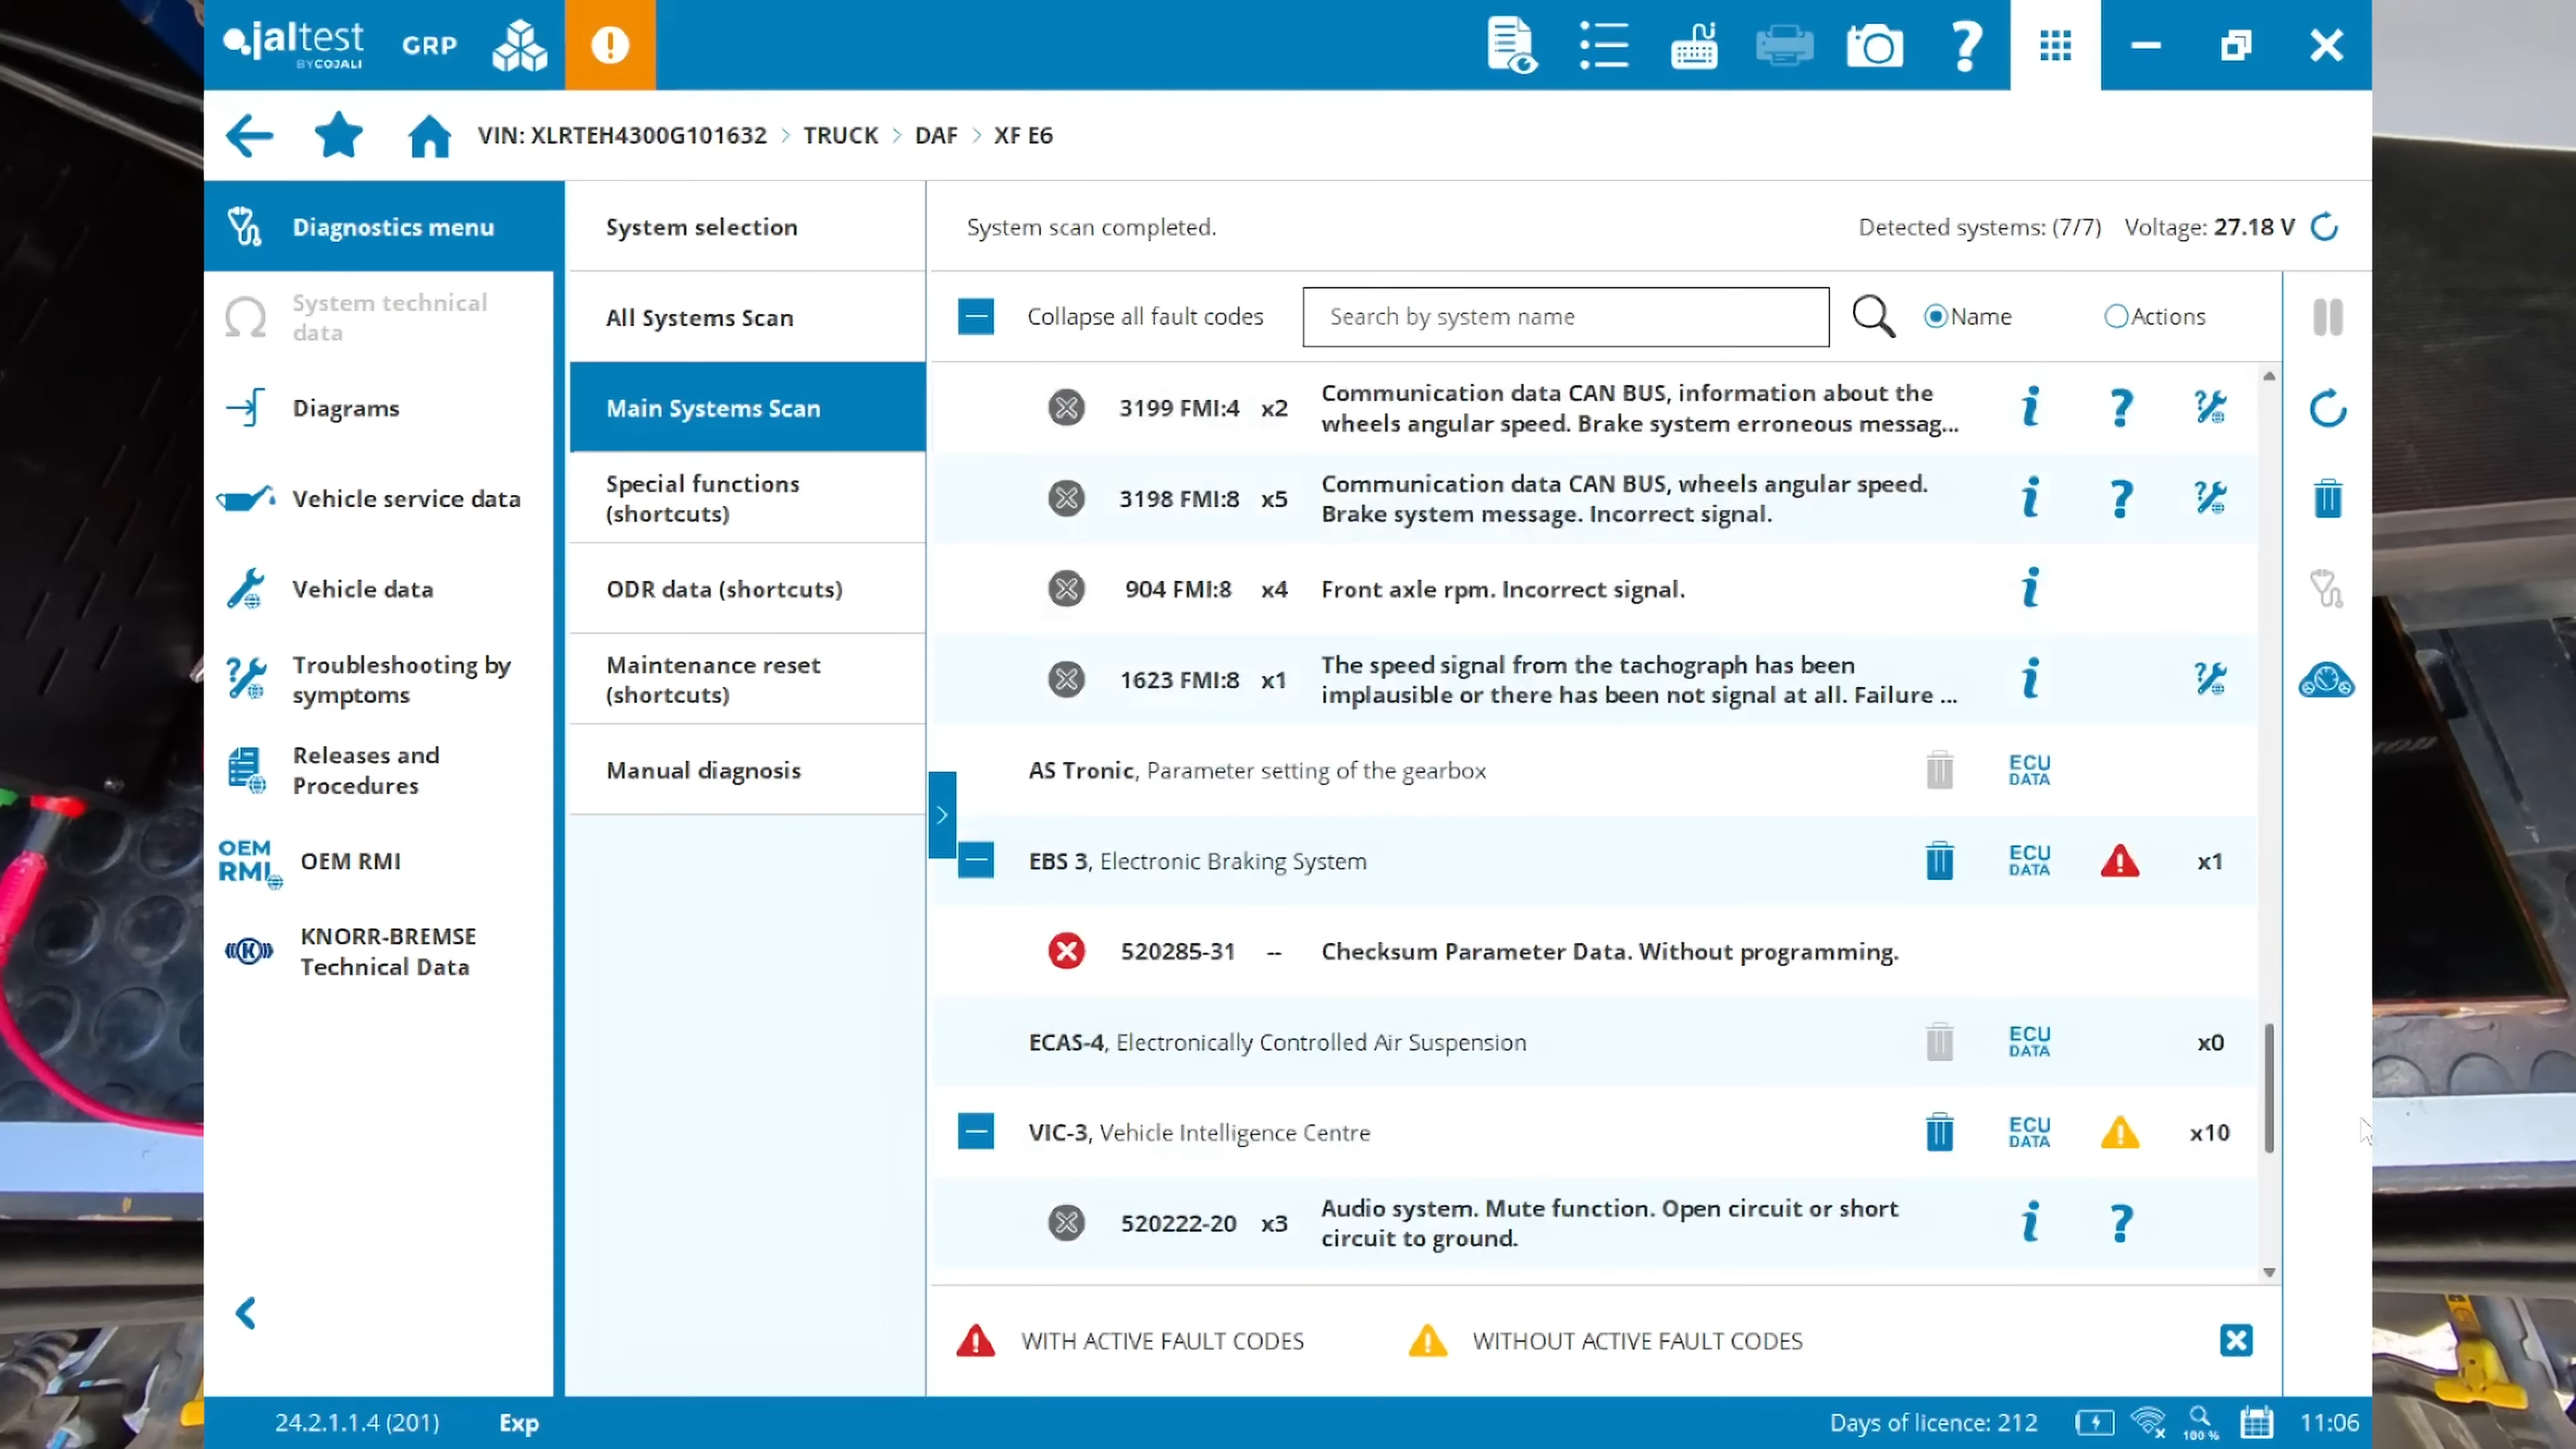 jaltest
BY COJALI
GRP
VIN: XLRTEH4300G101632 > TRUCK > DAF > XF E6
Diagnostics menu
System technical
data
Diagrams
Vehicle service data
Vehicle data
Troubleshooting by
symptoms
Releases and
Procedures
OEM
RMI
OEM RMI
KNORR-BREMSE
Technical Data
System selection
All Systems Scan
Main Systems Scan
Special functions
(shortcuts)
ODR data (shortcuts)
Maintenance reset
(shortcuts)
Manual diagnosis
System scan completed.
Detected systems: (7/7) Voltage: 27.18 V
Collapse all fault codes
Search by system name
Name
Actions
3199 FMI:4 x2 Communication data CAN BUS, information about the
wheels angular speed. Brake system erroneous messag...
3198 FMI:8 x5 Communication data CAN BUS, wheels angular speed.
Brake system message. Incorrect signal.
904 FMI:8 x4 Front axle rpm. Incorrect signal.
1623 FMI:8 x1 The speed signal from the tachograph has been
implausible or there has been not signal at all. Failure ...
AS Tronic, Parameter setting of the gearbox ECU
DATA
EBS 3, Electronic Braking System ECU
DATA x1
520285-31 -- Checksum Parameter Data. Without programming.
ECAS-4, Electronically Controlled Air Suspension ECU
DATA x0
VIC-3, Vehicle Intelligence Centre ECU
DATA x10
520222-20 x3 Audio system. Mute function. Open circuit or short
circuit to ground.
WITH ACTIVE FAULT CODES
WITHOUT ACTIVE FAULT CODES
24.2.1.1.4 (201) Exp
Days of licence: 212
100 %
11:06